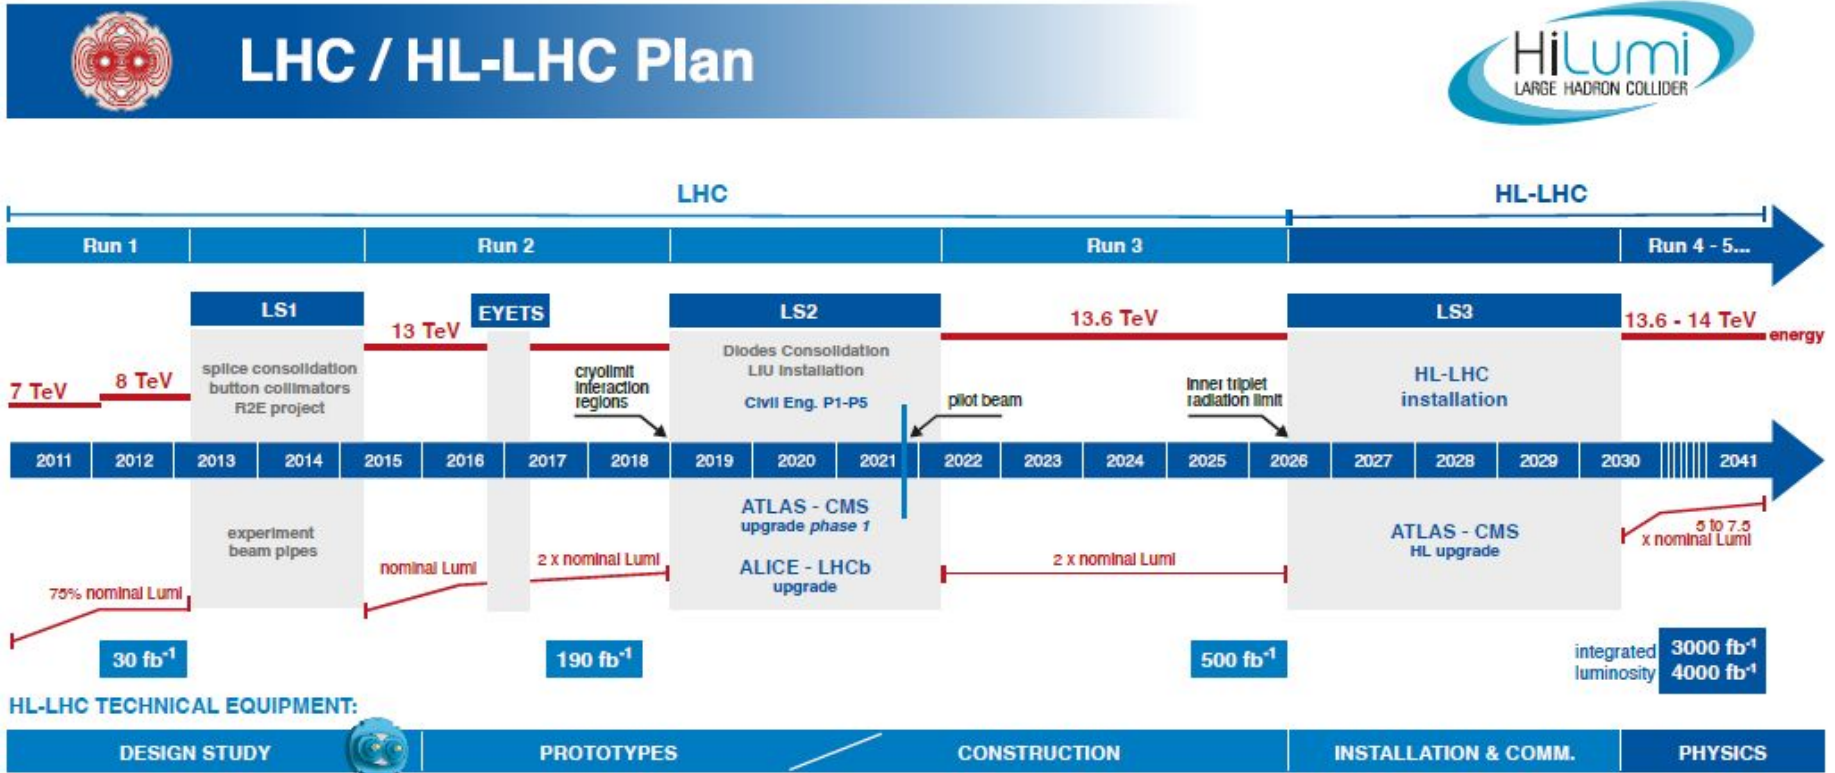 LHC / HL-LHC Plan
HiLumi
LARGE HADRON COLLIDER
LHC
HL-LHC
Run 1
Run 2
Run 3
Run 4 - 5...
LS1
EYETS
LS2
LS3
13 TeV
13.6 TeV
13.6 - 14 TeV
energy
7 TeV
8 TeV
splice consolidation
button collimators
R2E project
cryolimit
interaction
regions
Diodes Consolidation
LIU Installation
Civil Eng. P1-P5
pilot beam
inner triplet
radiation limit
HL-LHC
installation
2011
2012
2013
2014
2015
2016
2017
2018
2019
2020
2021
2022
2023
2024
2025
2026
2027
2028
2029
2030
2041
experiment
beam pipes
ATLAS - CMS
upgrade phase 1
ALICE - LHCb
upgrade
ATLAS - CMS
HL upgrade
75% nominal Lumi
nominal Lumi
2 x nominal Lumi
2 x nominal Lumi
5 to 7.5
x nominal Lumi
30 fb⁻¹
190 fb⁻¹
500 fb⁻¹
integrated
luminosity
3000 fb⁻¹
4000 fb⁻¹
HL-LHC TECHNICAL EQUIPMENT:
DESIGN STUDY
PROTOTYPES
CONSTRUCTION
INSTALLATION & COMM.
PHYSICS